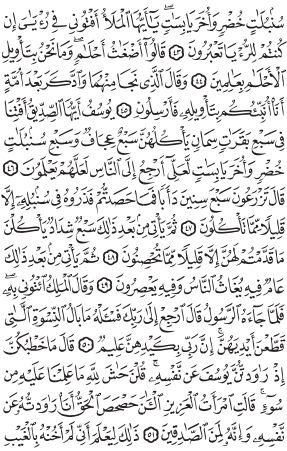 سُنۢبُلَٰتٍ خُضْرٍ وَأُخَرَ يَابِسَٰتٍ ۖ يَٰٓأَيُّهَا ٱلْمَلَأُ أَفْتُونِى فِى رُءْيَٰىَ إِن
كُنتُمْ لِلرُّءْيَا تَعْبُرُونَ ٤٣ قَالُوٓا۟ أَضْغَٰثُ أَحْلَٰمٍ ۖ وَمَا نَحْنُ بِتَأْوِيلِ
ٱلْأَحْلَٰمِ بِعَٰلِمِينَ ٤٤ وَقَالَ ٱلَّذِى نَجَا مِنْهُمَا وَٱدَّكَرَ بَعْدَ أُمَّةٍ
أَنَا۠ أُنَبِّئُكُم بِتَأْوِيلِهِۦ فَأَرْسِلُونِ ٤٥ يُوسُفُ أَيُّهَا ٱلصِّدِّيقُ أَفْتِنَا
فِى سَبْعِ بَقَرَٰتٍ سِمَانٍ يَأْكُلُهُنَّ سَبْعٌ عِجَافٌ وَسَبْعِ سُنۢبُلَٰتٍ
خُضْرٍ وَأُخَرَ يَابِسَٰتٍ لَّعَلِّىٓ أَرْجِعُ إِلَى ٱلنَّاسِ لَعَلَّهُمْ يَعْلَمُونَ ٤٦
قَالَ تَزْرَعُونَ سَبْعَ سِنِينَ دَأَبًا فَمَا حَصَدتُّمْ فَذَرُوهُ فِى سُنۢبُلِهِۦٓ إِلَّا
قَلِيلًا مِّمَّا تَأْكُلُونَ ٤٧ ثُمَّ يَأْتِى مِنۢ بَعْدِ ذَٰلِكَ سَبْعٌ شِدَادٌ يَأْكُلْنَ
مَا قَدَّمْتُمْ لَهُنَّ إِلَّا قَلِيلًا مِّمَّا تُحْصِنُونَ ٤٨ ثُمَّ يَأْتِى مِنۢ بَعْدِ ذَٰلِكَ
عَامٌ فِيهِ يُغَاثُ ٱلنَّاسُ وَفِيهِ يَعْصِرُونَ ٤٩ وَقَالَ ٱلْمَلِكُ ٱئْتُونِى بِهِۦ ۖ
فَلَمَّا جَآءَهُ ٱلرَّسُولُ قَالَ ٱرْجِعْ إِلَىٰ رَبِّكَ فَسْـَٔلْهُ مَا بَالُ ٱلنِّسْوَةِ ٱلَّٰتِى
قَطَّعْنَ أَيْدِيَهُنَّ ۚ إِنَّ رَبِّى بِكَيْدِهِنَّ عَلِيمٌ ٥٠ قَالَ مَا خَطْبُكُنَّ
إِذْ رَٰوَدتُّنَّ يُوسُفَ عَن نَّفْسِهِۦ ۚ قُلْنَ حَٰشَ لِلَّهِ مَا عَلِمْنَا عَلَيْهِ مِن
سُوٓءٍ ۚ قَالَتِ ٱمْرَأَتُ ٱلْعَزِيزِ ٱلْـَٰٔنَ حَصْحَصَ ٱلْحَقُّ أَنَا۠ رَٰوَدتُّهُۥ عَن
نَّفْسِهِۦ وَإِنَّهُۥ لَمِنَ ٱلصَّٰدِقِينَ ٥١ ذَٰلِكَ لِيَعْلَمَ أَنِّى لَمْ أَخُنْهُ بِٱلْغَيْبِ